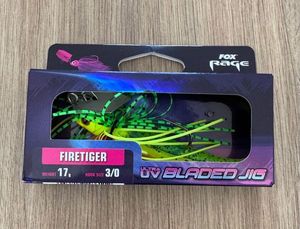 FOX
RAGE
FIRETIGER
WEIGHT 17g HOOK SIZE 3/0
UV BLADED JIG